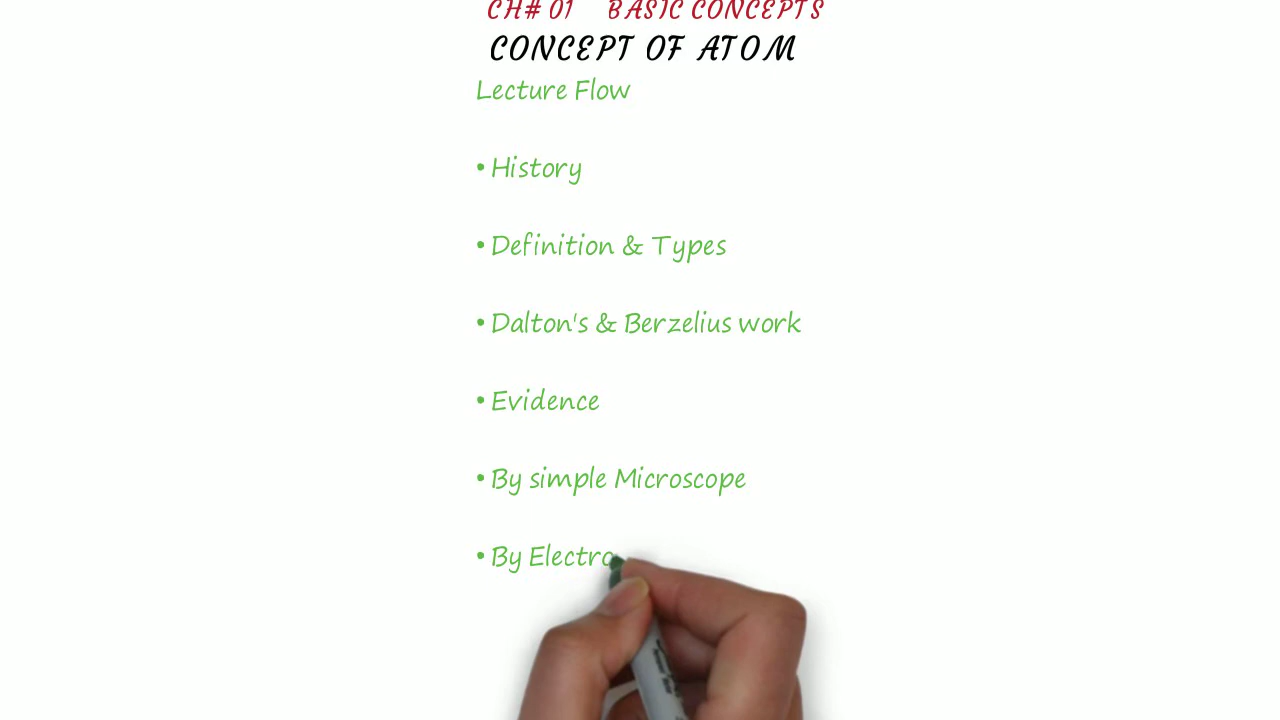 CH# 01 BASIC CONCEPTS
CONCEPT OF ATOM
Lecture Flow
• History
• Definition & Types
• Dalton's & Berzelius work
• Evidence
• By simple Microscope
• By Electro